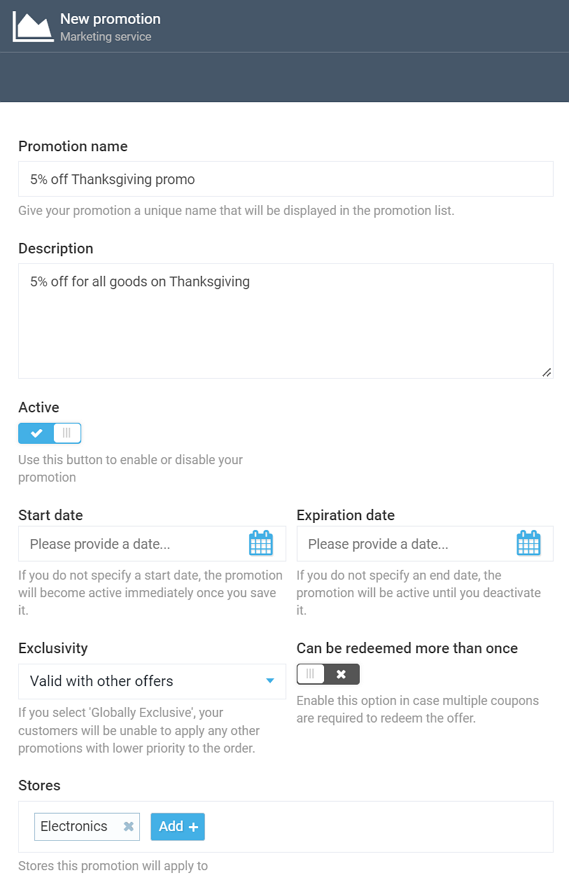 New promotion
Marketing service
Promotion name
5% off Thanksgiving promo
Give your promotion a unique name that will be displayed in the promotion list.
Description
5% off for all goods on Thanksgiving
Active
Use this button to enable or disable your
promotion
Start date
Please provide a date...
If you do not specify a start date, the promotion
will become active immediately once you save
it.
Expiration date
Please provide a date...
If you do not specify an end date, the
promotion will be active until you deactivate
it.
Exclusivity
Valid with other offers
If you select 'Globally Exclusive', your
customers will be unable to apply any other
promotions with lower priority to the order.
Can be redeemed more than once
Enable this option in case multiple coupons
are required to redeem the offer.
Stores
Electronics
Add +
Stores this promotion will apply to